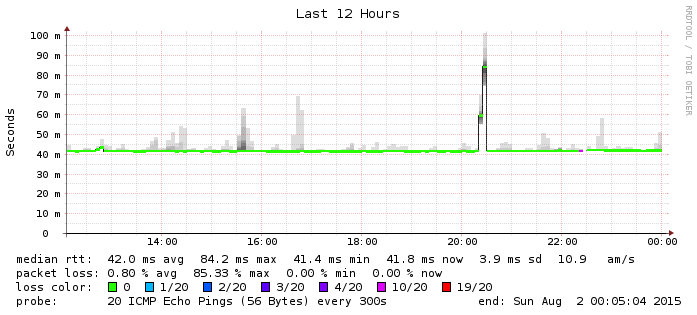 Last 12 Hours
RRDTOOL / TOBI OETIKER
Seconds
100 m
90 m
80 m
70 m
60 m
50 m
40 m
30 m
20 m
10 m
0
14:00 16:00 18:00 20:00 22:00 00:00
median rtt: 42.0 ms avg 84.2 ms max 41.4 ms min 41.8 ms now 3.9 ms sd 10.9 am/s
packet loss: 0.80 % avg 85.33 % max 0.00 % min 0.00 % now
loss color: 0 1/20 2/20 3/20 4/20 10/20 19/20
probe: 20 ICMP Echo Pings (56 Bytes) every 300s end: Sun Aug 2 00:05:04 2015